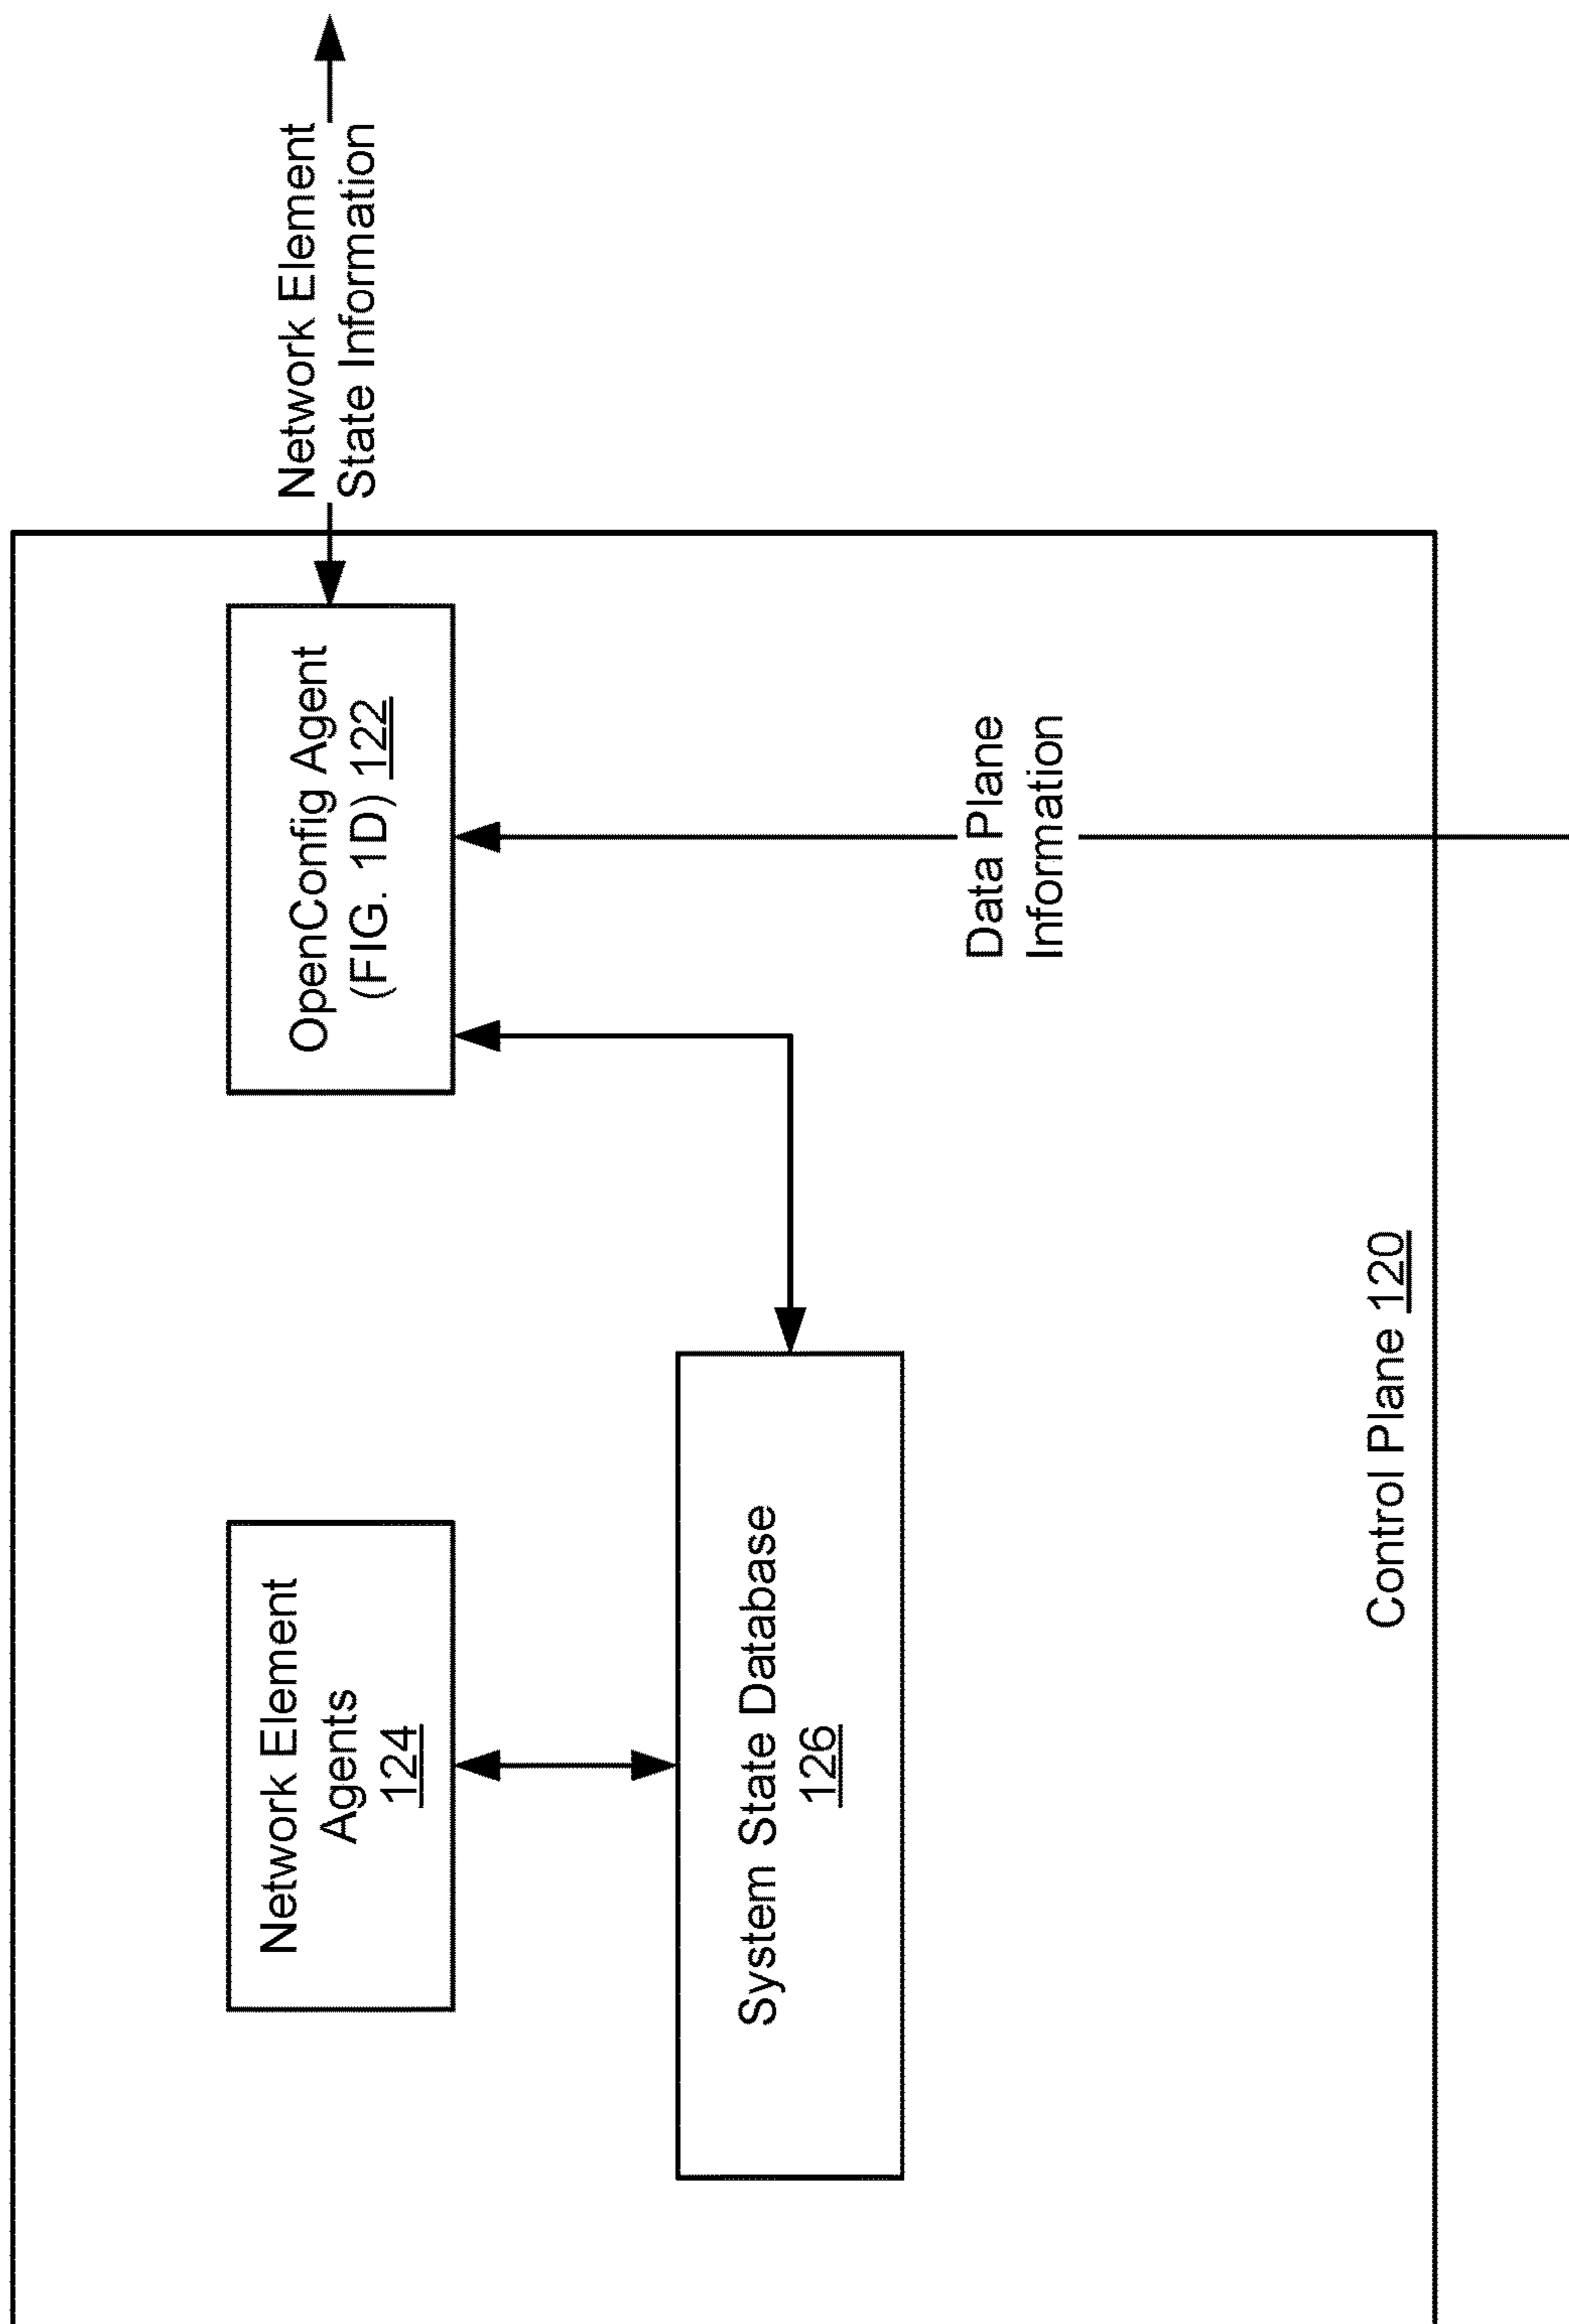 Network Element
State Information
OpenConfig Agent
(FIG. 1D) 122
Data Plane
Information
Network Element
Agents
124
System State Database
126
Control Plane 120